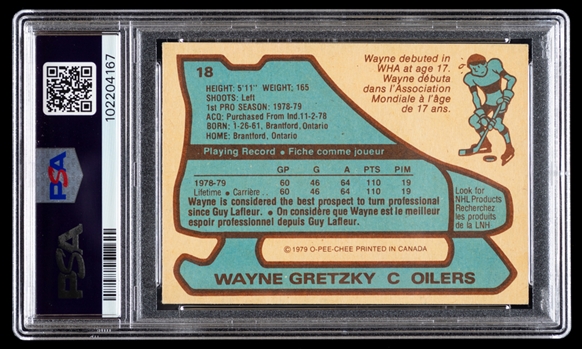 PSA
PSA
102204167
18
HEIGHT: 5'11" WEIGHT: 165
SHOOTS: Left
1st PRO SEASON: 1978-79
ACQ: Purchased From Ind.11-2-78
BORN: 1-26-61, Brantford, Ontario
HOME: Brantford, Ontario
Wayne debuted in
WHA at age 17.
Wayne débuta
dans l'Association
Mondiale à l'âge
de 17 ans.
Playing Record • Fiche comme joueur
GP G A PTS PIM
1978-79 60 46 64 110 19
Lifetime • Carrière.. 60 46 64 110 19
Wayne is considered the best prospect to turn professional
since Guy Lafleur. • On considère que Wayne est le meilleur
espoir professionnel depuis Guy Lafleur.
Look for
NHL Products
Recherchez
les produits
de la LNH
© 1979 O-PEE-CHEE PRINTED IN CANADA
WAYNE GRETZKY C OILERS